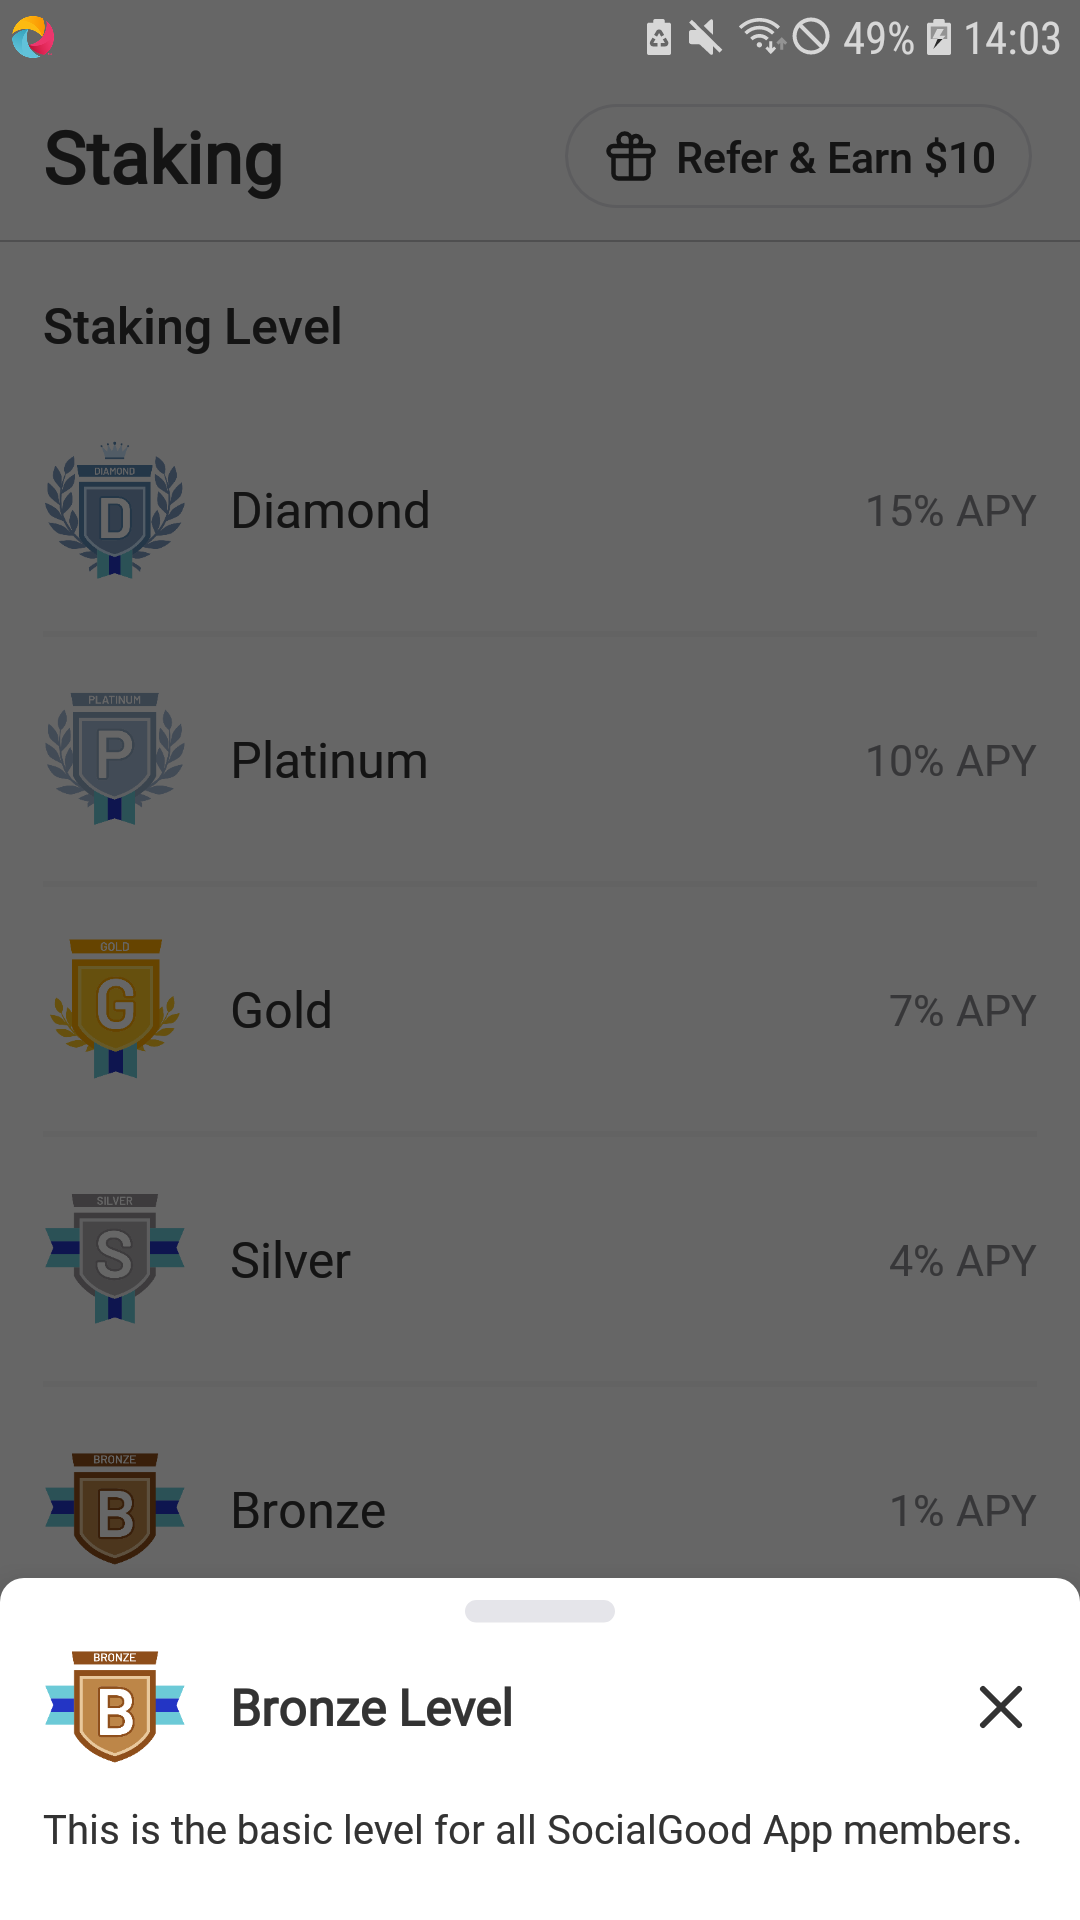 49% 14:03
Staking
Refer & Earn $10
Staking Level
DIAMOND
D
Diamond
15% APY
PLATINUM
P
Platinum
10% APY
GOLD
G
Gold
7% APY
SILVER
S
Silver
4% APY
BRONZE
B
Bronze
1% APY
BRONZE
B
Bronze Level
This is the basic level for all SocialGood App members.